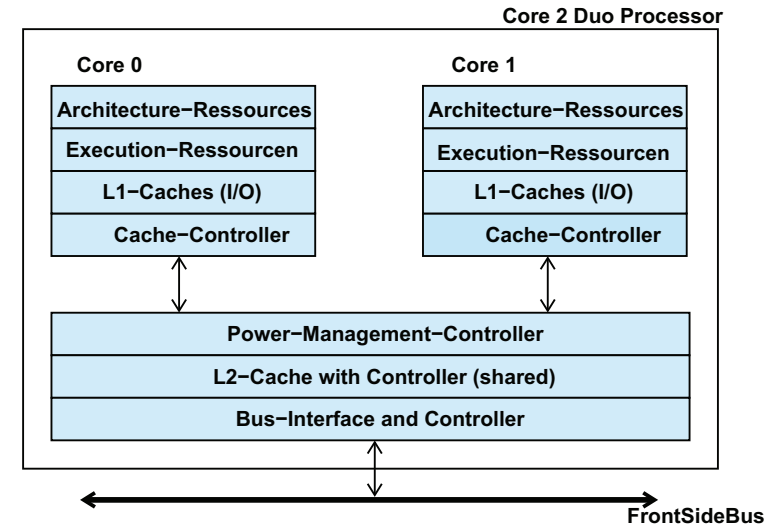 Core 2 Duo Processor
Core 0
Architecture−Ressources
Execution−Ressourcen
L1−Caches (I/O)
Cache−Controller
Core 1
Architecture−Ressources
Execution−Ressourcen
L1−Caches (I/O)
Cache−Controller
Power−Management−Controller
L2−Cache with Controller (shared)
Bus−Interface and Controller
FrontSideBus